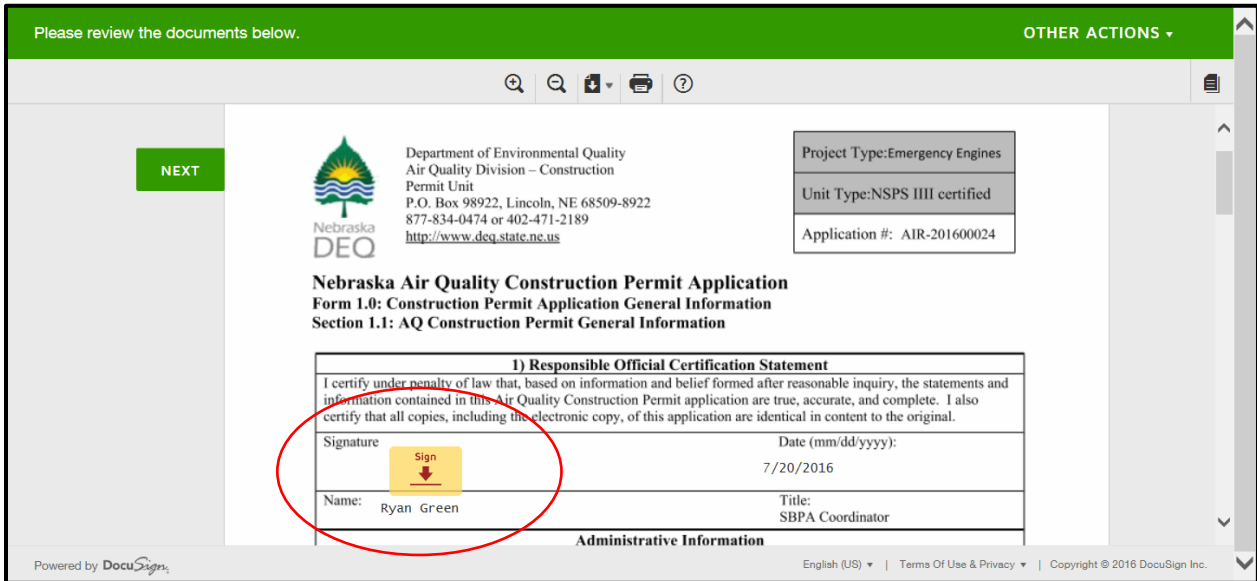 Please review the documents below.
OTHER ACTIONS
NEXT
Nebraska
DEQ
Department of Environmental Quality
Air Quality Division – Construction
Permit Unit
P.O. Box 98922, Lincoln, NE 68509-8922
877-834-0474 or 402-471-2189
http://www.deq.state.ne.us
Project Type:Emergency Engines
Unit Type:NSPS IIII certified
Application #: AIR-201600024
Nebraska Air Quality Construction Permit Application
Form 1.0: Construction Permit Application General Information
Section 1.1: AQ Construction Permit General Information
1) Responsible Official Certification Statement
I certify under penalty of law that, based on information and belief formed after reasonable inquiry, the statements and
information contained in this Air Quality Construction Permit application are true, accurate, and complete. I also
certify that all copies, including the electronic copy, of this application are identical in content to the original.
Signature
Sign
Date (mm/dd/yyyy):
7/20/2016
Name:
Ryan Green
Title:
SBPA Coordinator
Administrative Information
Powered by DocuSign
English (US) | Terms Of Use & Privacy | Copyright © 2016 DocuSign Inc.